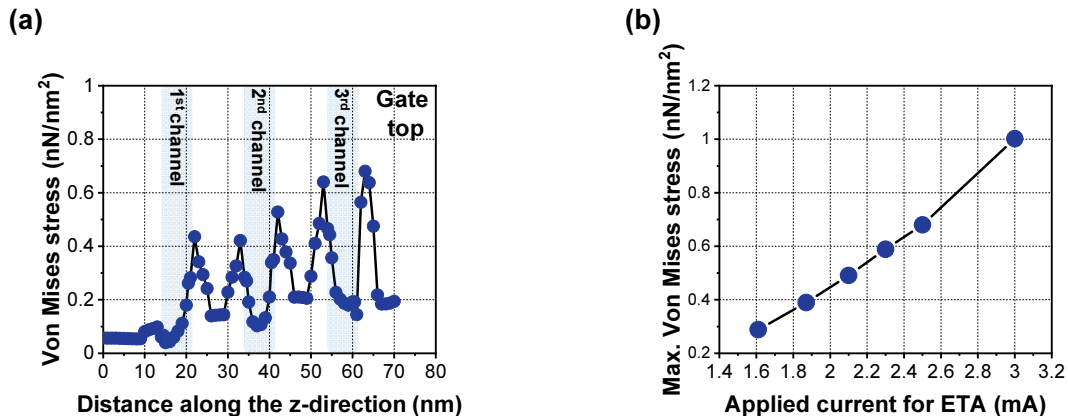 (a)
Von Mises stress (nN/nm²)
1
0.8
0.6
0.4
0.2
0
1st channel
2nd channel
3rd channel
Gate
top
0 10 20 30 40 50 60 70 80
Distance along the z-direction (nm)
(b)
Max. Von Mises stress (nN/nm²)
1.2
1
0.8
0.6
0.4
0.2
1.4 1.6 1.8 2 2.2 2.4 2.6 2.8 3 3.2
Applied current for ETA (mA)